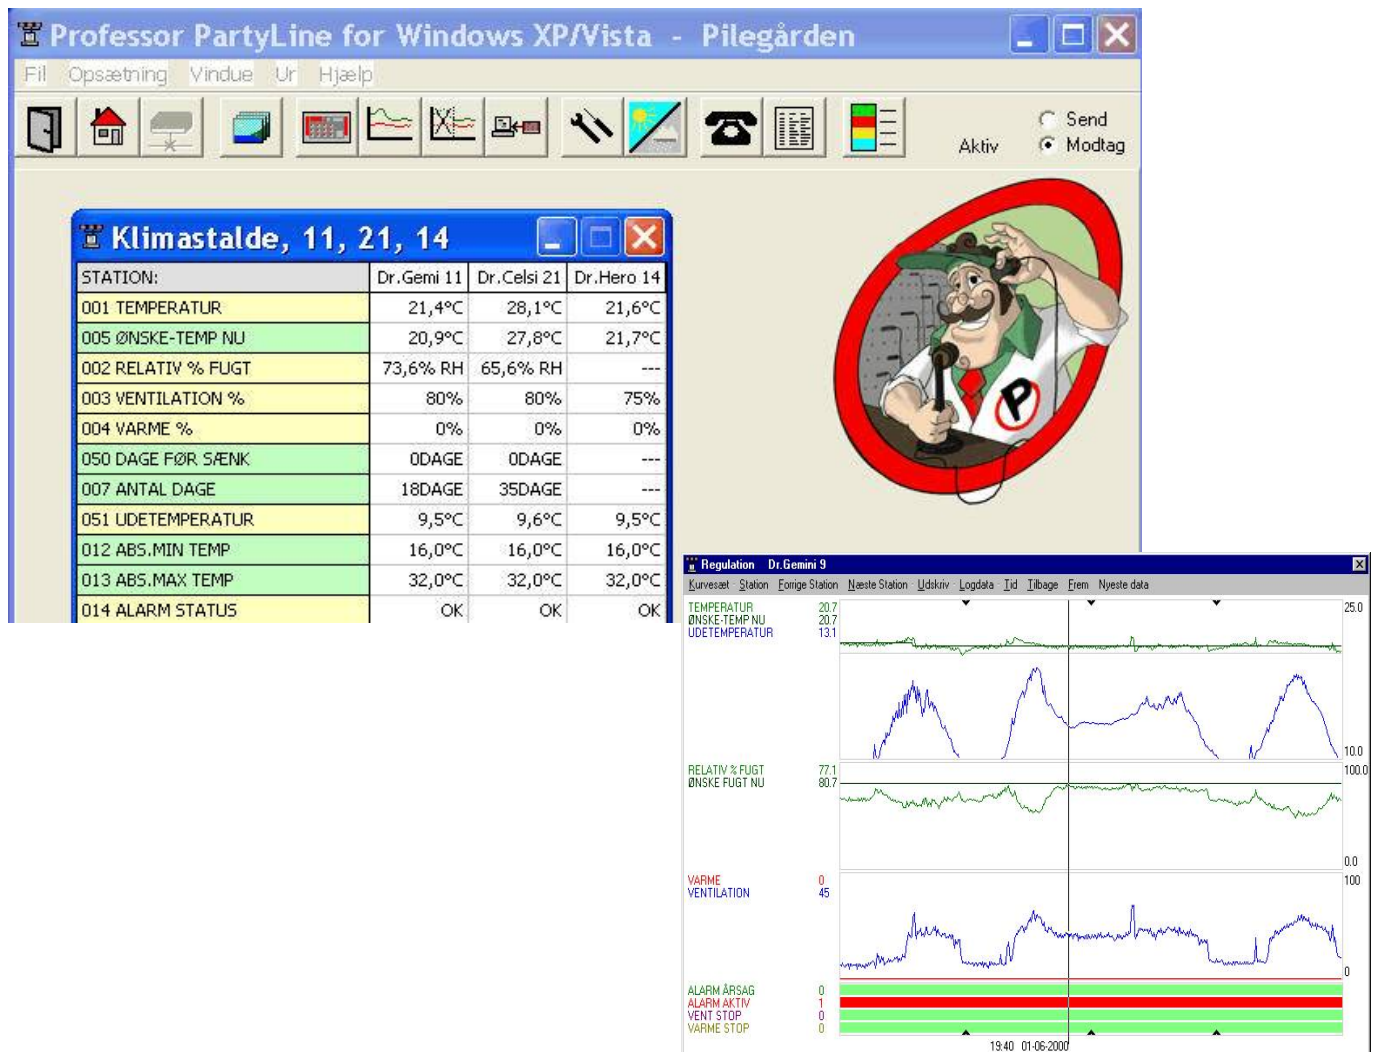 Professor PartyLine for Windows XP/Vista - Pilegården
Fil Opsætning Vindue Ur Hjælp
Aktiv
Send
Modtag
P
Klimastalde, 11, 21, 14
STATION: Dr.Gemi 11 Dr.Celsi 21 Dr.Hero 14
001 TEMPERATUR 21,4°C 28,1°C 21,6°C
005 ØNSKE-TEMP NU 20,9°C 27,8°C 21,7°C
002 RELATIV % FUGT 73,6% RH 65,6% RH ---
003 VENTILATION % 80% 80% 75%
004 VARME % 0% 0% 0%
050 DAGE FØR SÆNK 0DAGE 0DAGE ---
007 ANTAL DAGE 18DAGE 35DAGE ---
051 UDETEMPERATUR 9,5°C 9,6°C 9,5°C
012 ABS.MIN TEMP 16,0°C 16,0°C 16,0°C
013 ABS.MAX TEMP 32,0°C 32,0°C 32,0°C
014 ALARM STATUS OK OK OK
Regulation Dr.Gemini 9
Kurvesæt Station Forrige Station Næste Station Udskriv Logdata Tid Tilbage Frem Nyeste data
TEMPERATUR 20.7 25.0
ØNSKE-TEMP NU 20.7
UDETEMPERATUR 13.1
10.0
RELATIV % FUGT 77.1 100.0
ØNSKE FUGT NU 80.7
0.0
VARME 0 100
VENTILATION 45
0
ALARM ÅRSAG 0
ALARM AKTIV 1
VENT STOP 0
VARME STOP 0
19:40 01-06-2000